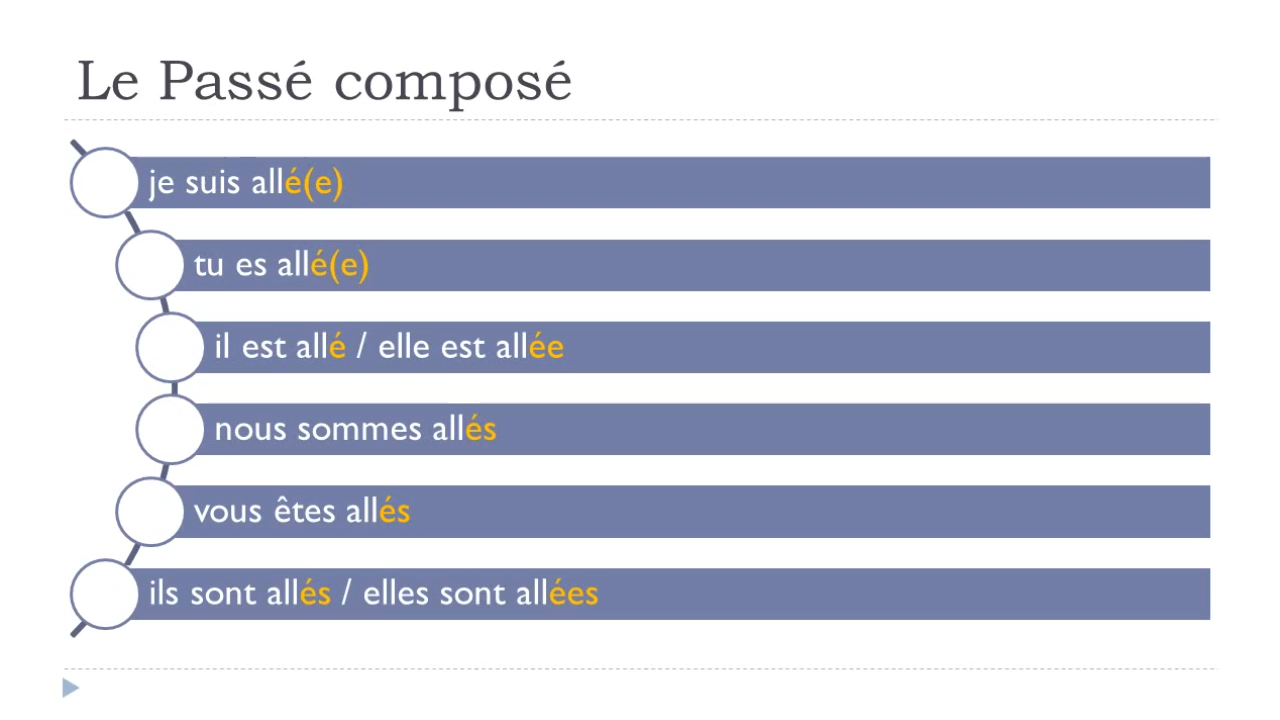 Le Passé composé
je suis allé(e)
tu es allé(e)
il est allé / elle est allée
nous sommes allés
vous êtes allés
ils sont allés / elles sont allées